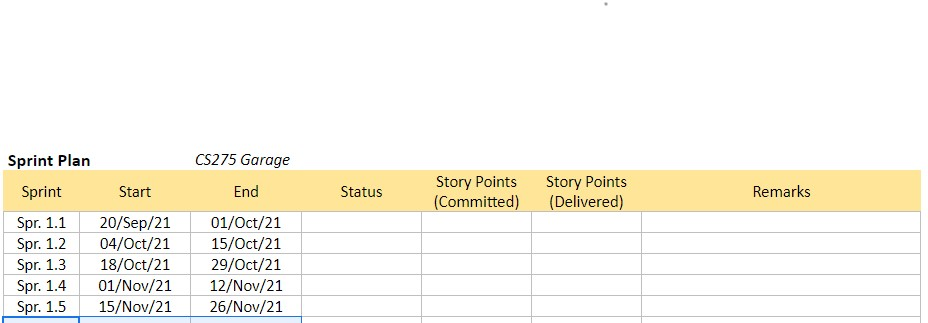 Sprint Plan CS275 Garage
Sprint Start End Status Story Points (Committed) Story Points (Delivered) Remarks
Spr. 1.1 20/Sep/21 01/Oct/21
Spr. 1.2 04/Oct/21 15/Oct/21
Spr. 1.3 18/Oct/21 29/Oct/21
Spr. 1.4 01/Nov/21 12/Nov/21
Spr. 1.5 15/Nov/21 26/Nov/21